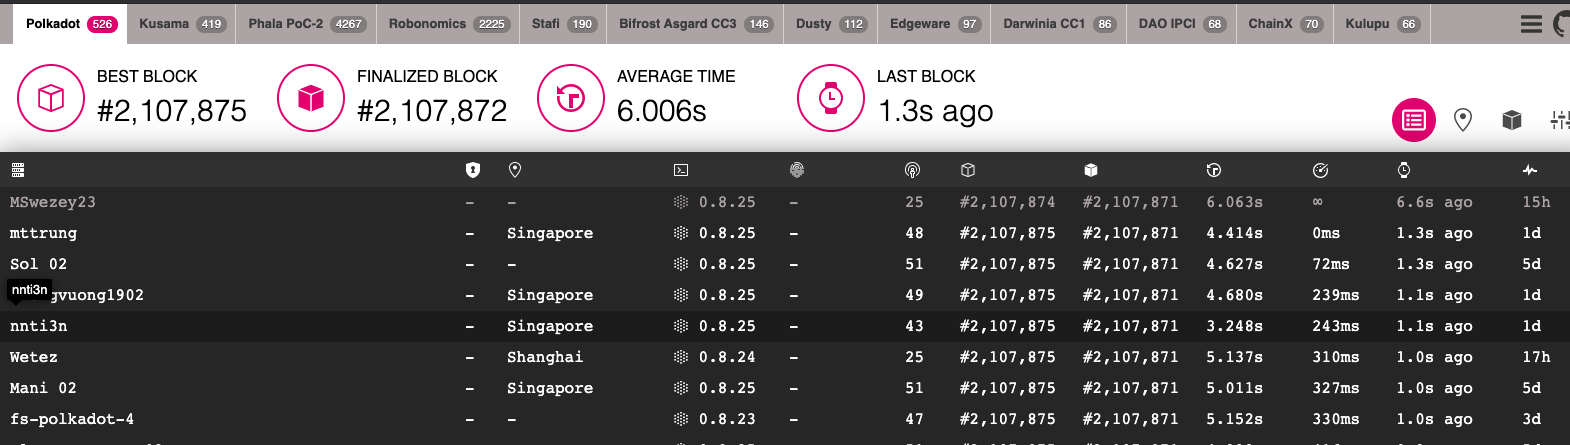 Polkadot 526 Kusama 419 Phala PoC-2 4267 Robonomics 2225 Stafi 190 Bifrost Asgard CC3 146 Dusty 112 Edgeware 97 Darwinia CC1 86 DAO IPCI 68 ChainX 70 Kulupu 66
BEST BLOCK FINALIZED BLOCK AVERAGE TIME LAST BLOCK
#2,107,875 #2,107,872 6.006s 1.3s ago
MSwezey23 – – 0.8.25 – 25 #2,107,874 #2,107,871 6.063s ∞ 6.6s ago 15h
mttrung – Singapore 0.8.25 – 48 #2,107,875 #2,107,871 4.414s 0ms 1.3s ago 1d
Sol 02 – – 0.8.25 – 51 #2,107,875 #2,107,871 4.627s 72ms 1.3s ago 5d
nnti3n
gvuong1902 – Singapore 0.8.25 – 49 #2,107,875 #2,107,871 4.680s 239ms 1.1s ago 1d
nnti3n – Singapore 0.8.25 – 43 #2,107,875 #2,107,871 3.248s 243ms 1.1s ago 1d
Wetez – Shanghai 0.8.24 – 25 #2,107,875 #2,107,871 5.137s 310ms 1.0s ago 17h
Mani 02 – Singapore 0.8.25 – 51 #2,107,875 #2,107,871 5.011s 327ms 1.0s ago 5d
fs-polkadot-4 – – 0.8.23 – 47 #2,107,875 #2,107,871 5.152s 330ms 1.0s ago 3d